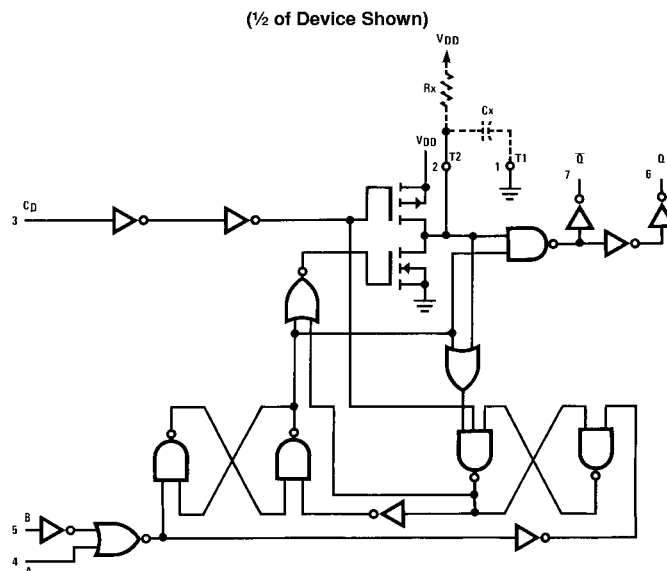 (½ of Device Shown)
VDD
Rx
Cx
VDD
T2
2
1
T1
Q̅
7
Q
6
CD
3
B
5
4
A